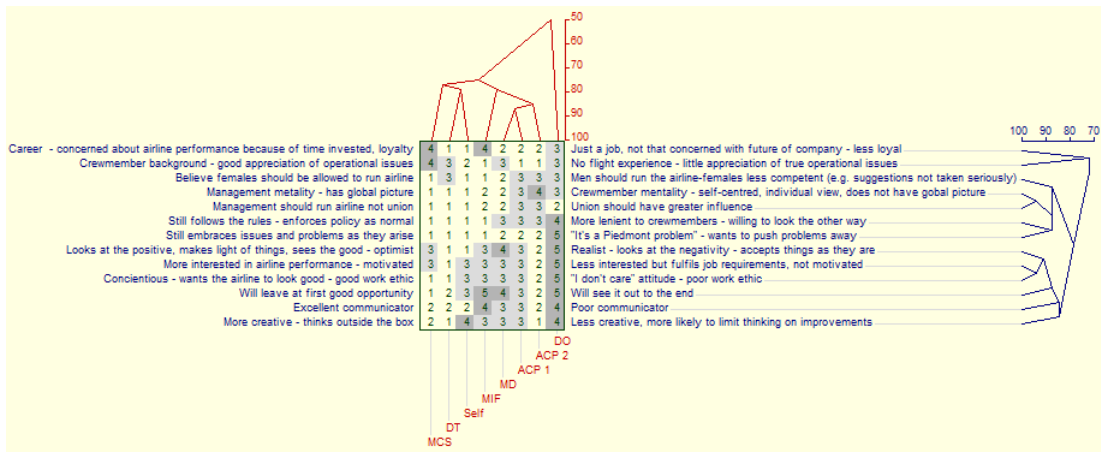 50
60
70
80
90
100
100 90 80 70
Career - concerned about airline performance because of time invested, loyalty 4 1 1 4 2 2 2 3 Just a job, not that concerned with future of company - less loyal
Crewmember background - good appreciation of operational issues 4 3 2 1 3 1 1 3 No flight experience - little appreciation of true operational issues
Believe females should be allowed to run airline 1 3 1 1 2 3 3 3 Men should run the airline-females less competent (e.g. suggestions not taken seriously)
Management metality - has global picture 1 1 1 2 2 3 4 3 Crewmember mentality - self-centred, individual view, does not have gobal picture
Management should run airline not union 1 1 1 2 2 3 3 2 Union should have greater influence
Still follows the rules - enforces policy as normal 1 1 1 1 3 3 3 4 More lenient to crewmembers - willing to look the other way
Still embraces issues and problems as they arise 1 1 1 1 2 2 2 5 "It's a Piedmont problem" - wants to push problems away
Looks at the positive, makes light of things, sees the good - optimist 3 1 1 3 4 3 2 5 Realist - looks at the negativity - accepts things as they are
More interested in airline performance - motivated 3 1 3 3 3 3 2 5 Less interested but fulfils job requirements, not motivated
Concientious - wants the airline to look good - good work ethic 1 1 3 3 3 3 2 5 "I don't care" attitude - poor work ethic
Will leave at first good opportunity 1 2 3 5 4 3 2 5 Will see it out to the end
Excellent communicator 2 2 2 4 3 3 2 4 Poor communicator
More creative - thinks outside the box 2 1 4 3 3 3 1 4 Less creative, more likely to limit thinking on improvements
DO
ACP 2
ACP 1
MD
MIF
Self
DT
MCS